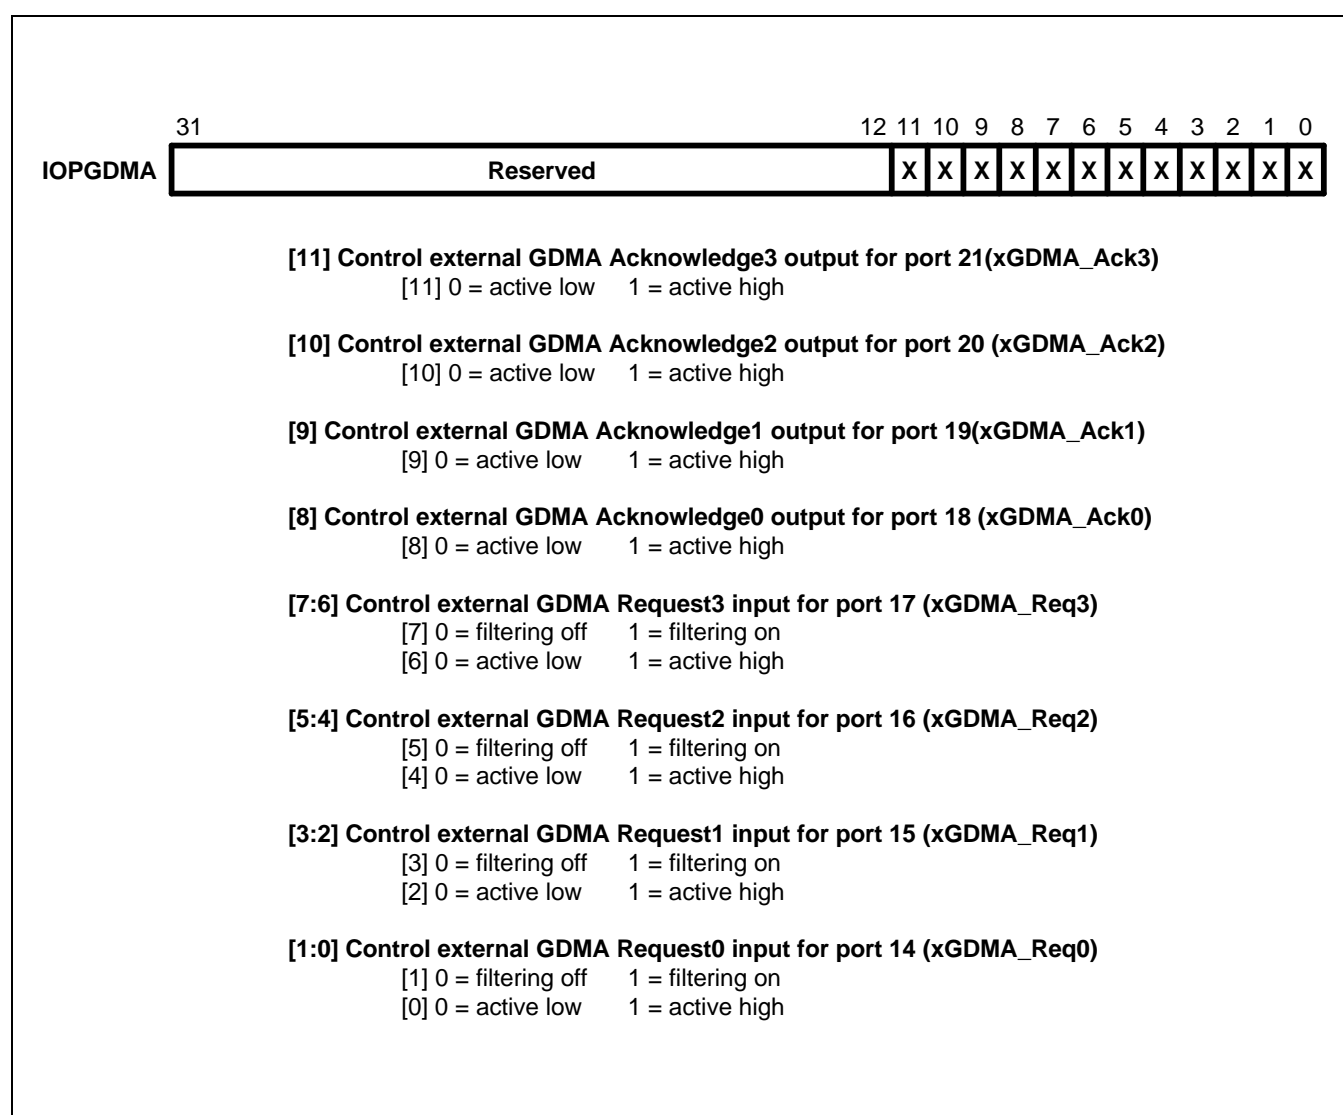 31 12 11 10 9 8 7 6 5 4 3 2 1 0
IOPGDMA Reserved X X X X X X X X X X X X
[11] Control external GDMA Acknowledge3 output for port 21(xGDMA_Ack3)
[11] 0 = active low 1 = active high
[10] Control external GDMA Acknowledge2 output for port 20 (xGDMA_Ack2)
[10] 0 = active low 1 = active high
[9] Control external GDMA Acknowledge1 output for port 19(xGDMA_Ack1)
[9] 0 = active low 1 = active high
[8] Control external GDMA Acknowledge0 output for port 18 (xGDMA_Ack0)
[8] 0 = active low 1 = active high
[7:6] Control external GDMA Request3 input for port 17 (xGDMA_Req3)
[7] 0 = filtering off 1 = filtering on
[6] 0 = active low 1 = active high
[5:4] Control external GDMA Request2 input for port 16 (xGDMA_Req2)
[5] 0 = filtering off 1 = filtering on
[4] 0 = active low 1 = active high
[3:2] Control external GDMA Request1 input for port 15 (xGDMA_Req1)
[3] 0 = filtering off 1 = filtering on
[2] 0 = active low 1 = active high
[1:0] Control external GDMA Request0 input for port 14 (xGDMA_Req0)
[1] 0 = filtering off 1 = filtering on
[0] 0 = active low 1 = active high